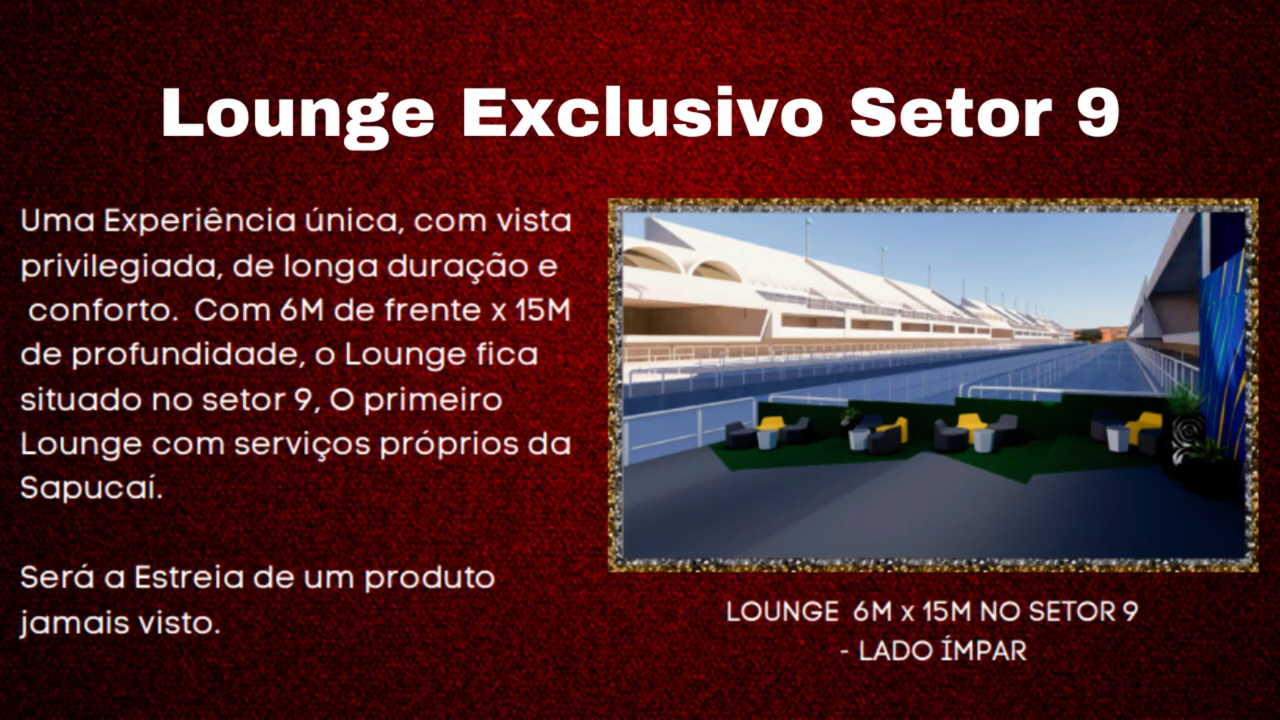 Lounge Exclusivo Setor 9
Uma Experiência única, com vista
privilegiada, de longa duração e
conforto. Com 6M de frente x 15M
de profundidade, o Lounge fica
situado no setor 9, O primeiro
Lounge com serviços próprios da
Sapucaí.
Será a Estreia de um produto
jamais visto.
LOUNGE 6M x 15M NO SETOR 9
- LADO ÍMPAR